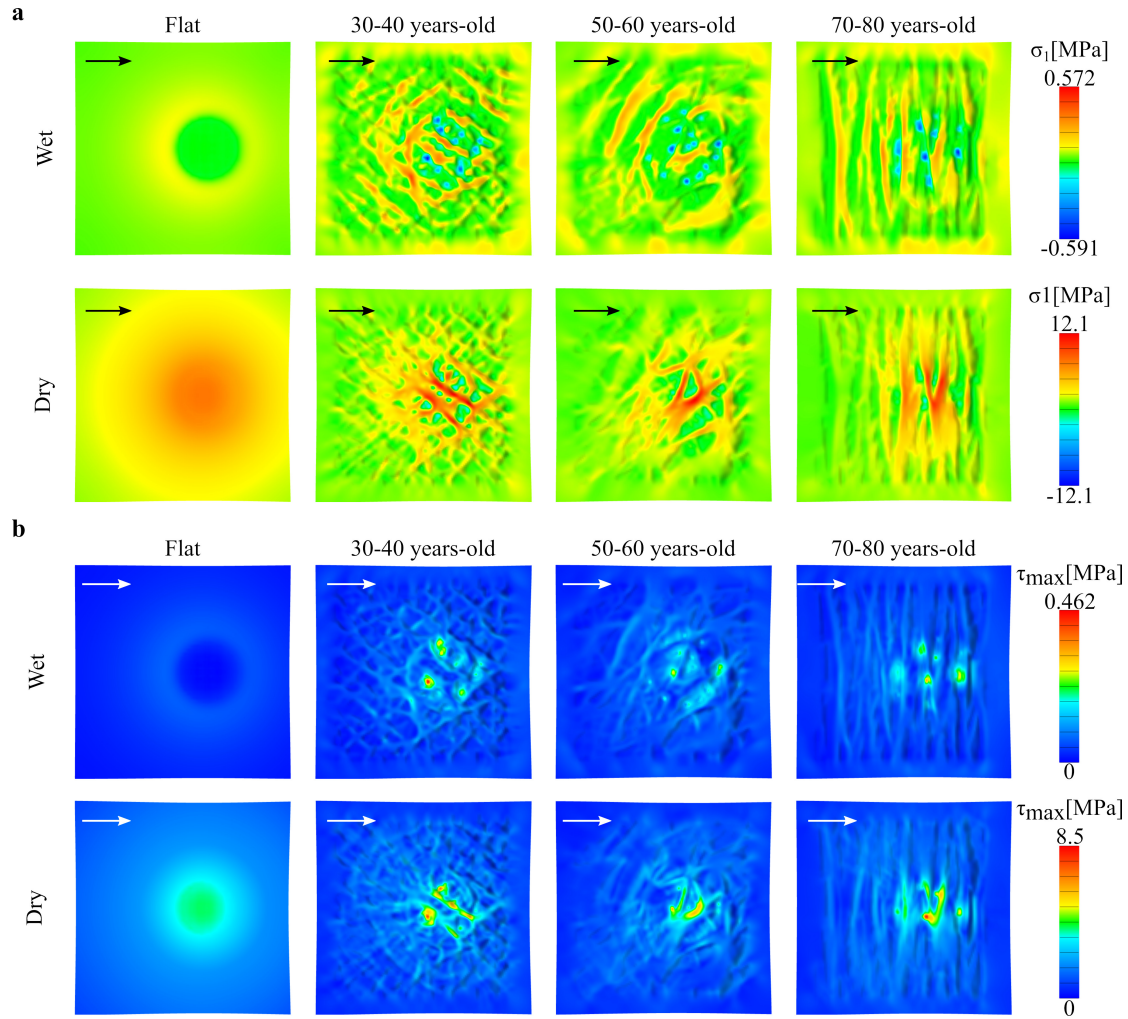 a
Flat 30-40 years-old 50-60 years-old 70-80 years-old
σ₁[MPa]
0.572
Wet
-0.591
σ1[MPa]
12.1
Dry
-12.1
b
Flat 30-40 years-old 50-60 years-old 70-80 years-old
τmax[MPa]
0.462
Wet
0
τmax[MPa]
8.5
Dry
0